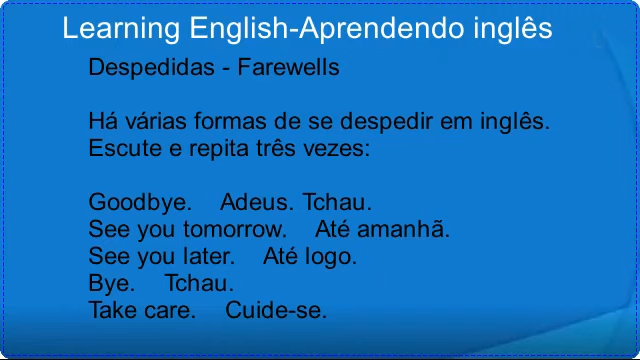 Learning English-Aprendendo inglês
Despedidas - Farewells
Há várias formas de se despedir em inglês.
Escute e repita três vezes:
Goodbye. Adeus. Tchau.
See you tomorrow. Até amanhã.
See you later. Até logo.
Bye. Tchau.
Take care. Cuide-se.